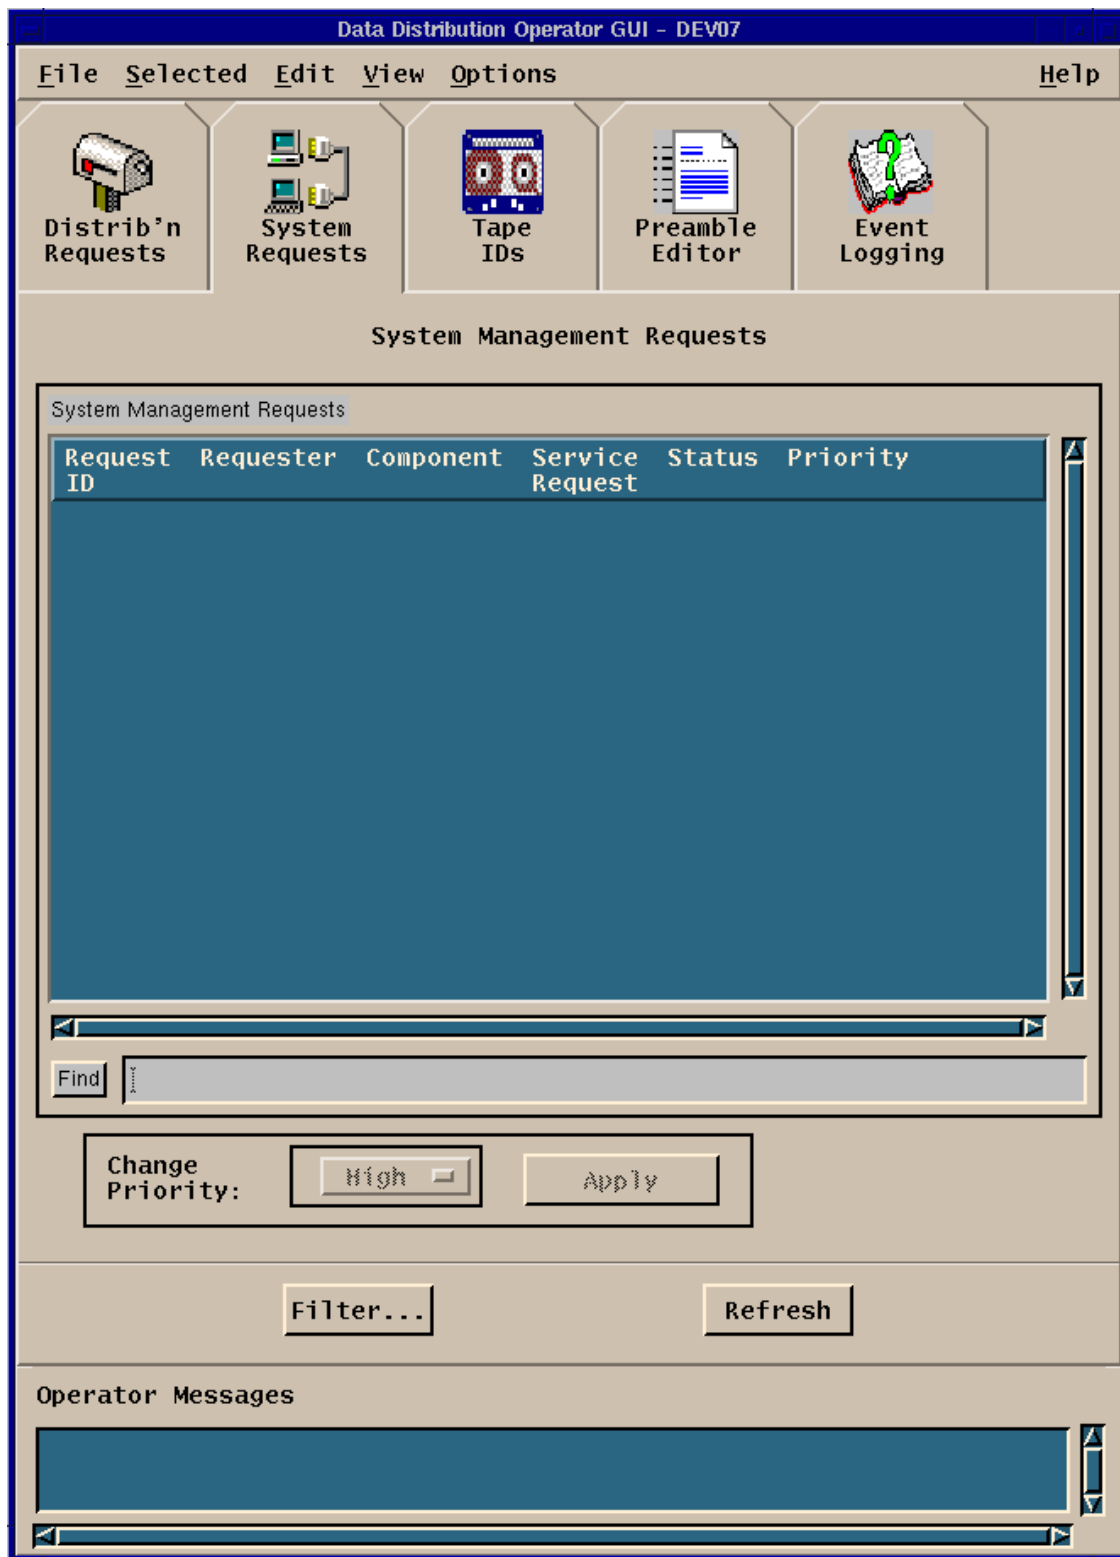 Data Distribution Operator GUI - DEV07
File Selected Edit View Options Help
Distrib'n
Requests
System
Requests
Tape
IDs
Preamble
Editor
Event
Logging
System Management Requests
System Management Requests
Request Requester Component Service Status Priority
ID Request
Find
Change
Priority:
High
Apply
Filter... Refresh
Operator Messages